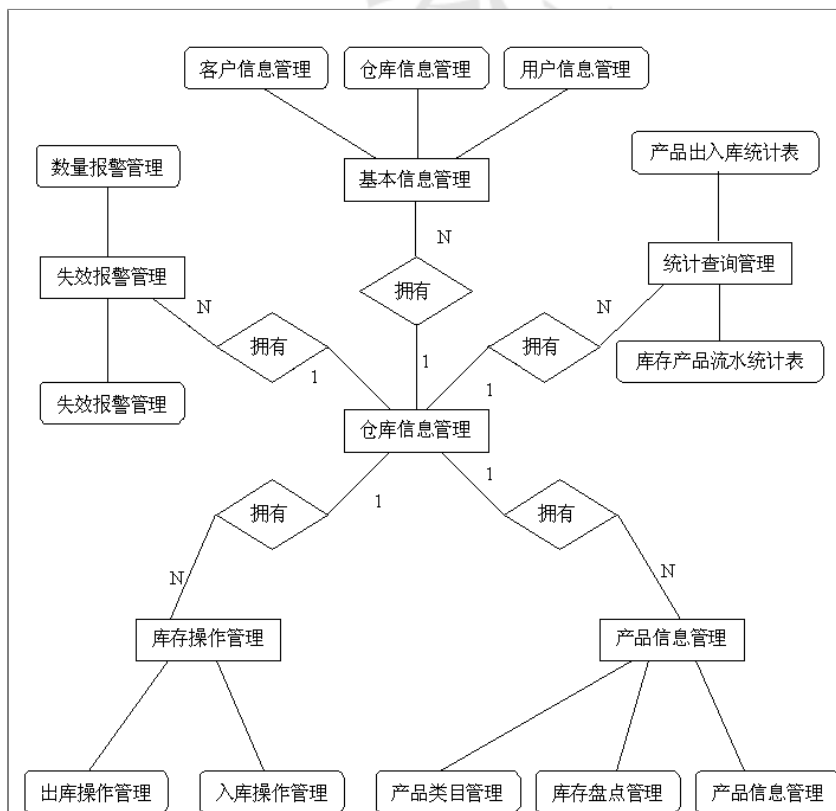 客户信息管理
仓库信息管理
用户信息管理
数量报警管理
产品出入库统计表
基本信息管理
N
失效报警管理
统计查询管理
N
拥有
N
拥有
拥有
1
库存产品流水统计表
1
1
失效报警管理
仓库信息管理
1
1
拥有
拥有
N
N
库存操作管理
产品信息管理
出库操作管理
入库操作管理
产品类目管理
库存盘点管理
产品信息管理